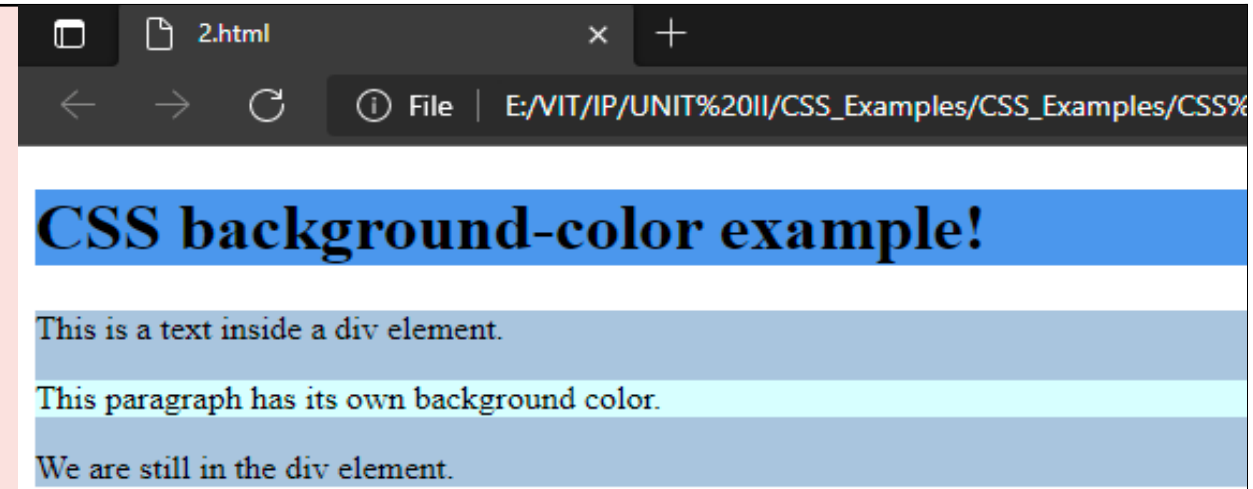 2.html
File E:/VIT/IP/UNIT%20II/CSS_Examples/CSS_Examples/CSS%
CSS background-color example!
This is a text inside a div element.
This paragraph has its own background color.
We are still in the div element.